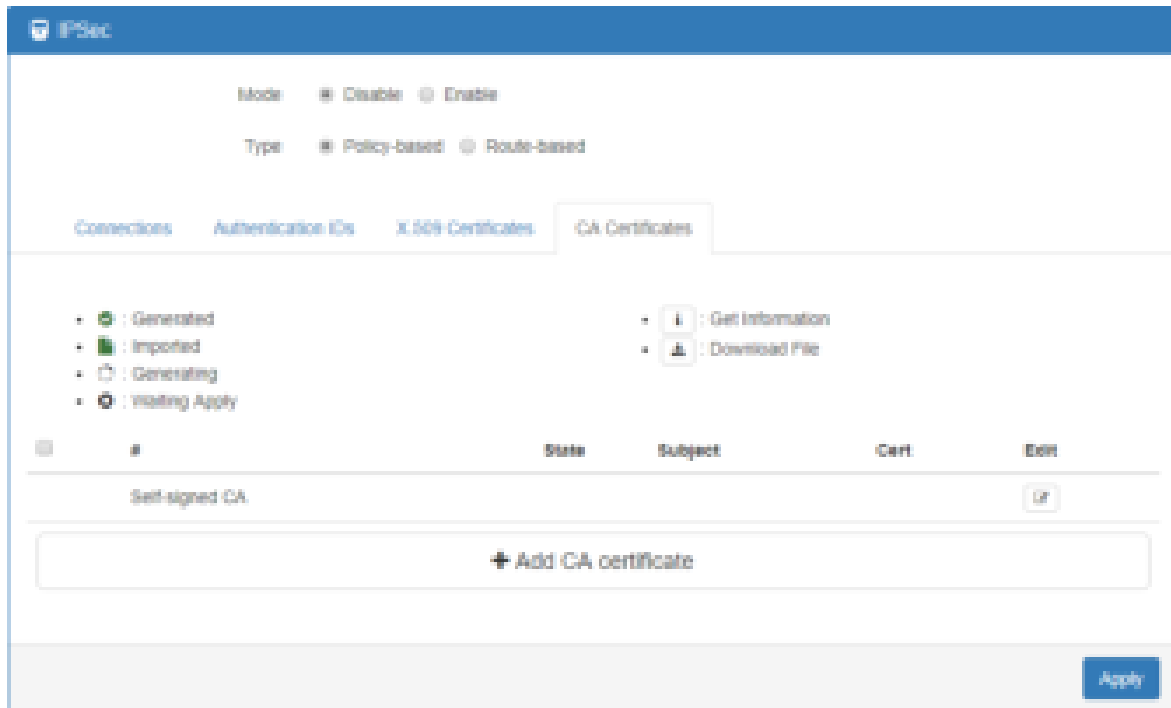 IPSec
Mode Disable Enable
Type Policy-based Route-based
Connections Authentication IDs X.509 Certificates CA Certificates
: Generated
: Imported
: Generating
: Waiting Apply
: Get Information
: Download File
# State Subject Cert Edit
Self-signed CA
+ Add CA certificate
Apply